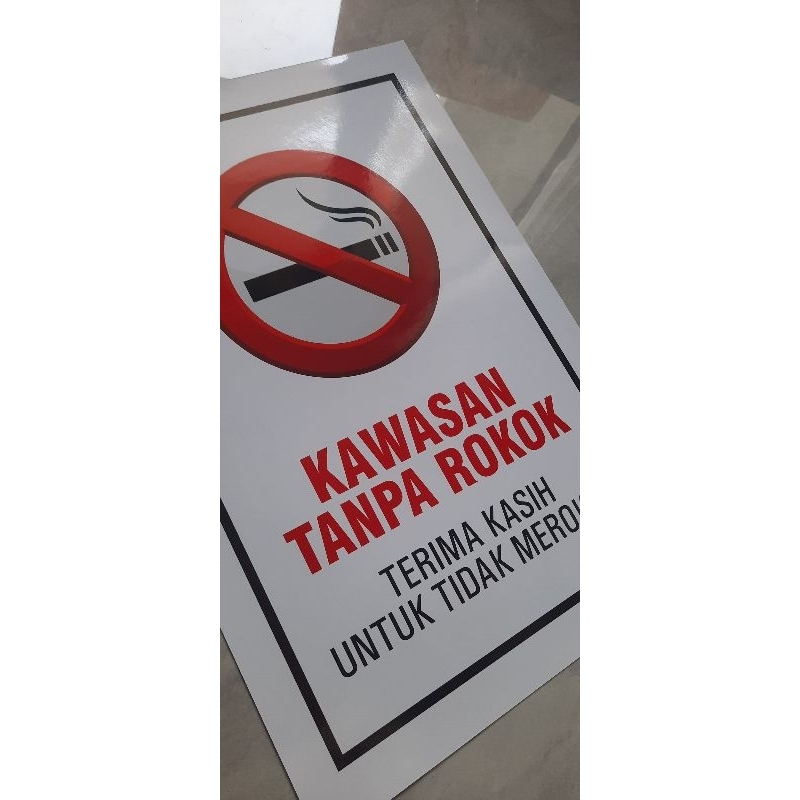 KAWASAN
TANPA ROKOK
TERIMA KASIH
UNTUK TIDAK